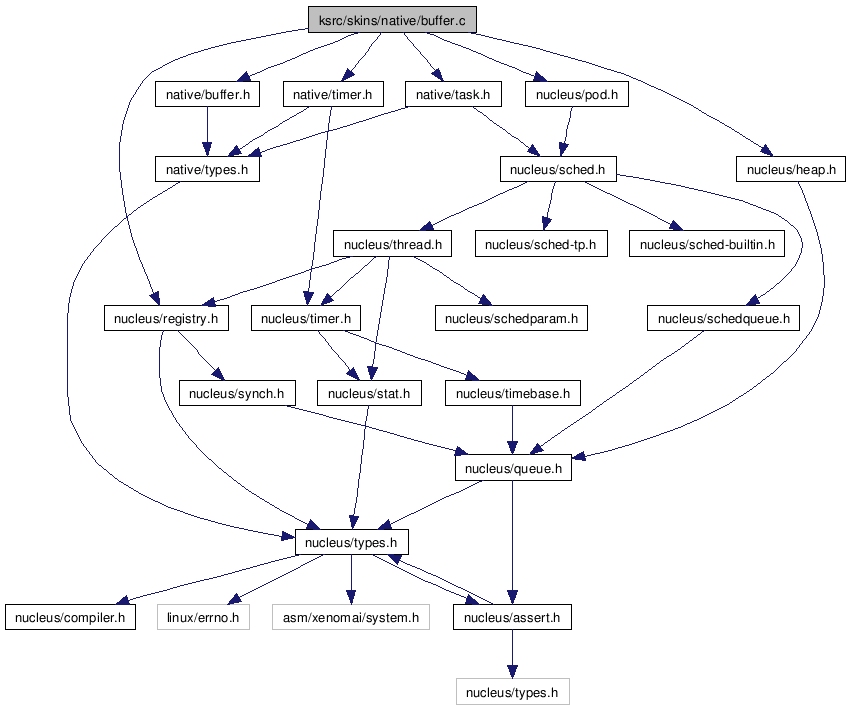 ksrc/skins/native/buffer.c
native/buffer.h
native/timer.h
native/task.h
nucleus/pod.h
native/types.h
nucleus/sched.h
nucleus/heap.h
nucleus/thread.h
nucleus/sched-tp.h
nucleus/sched-builtin.h
nucleus/registry.h
nucleus/timer.h
nucleus/schedparam.h
nucleus/schedqueue.h
nucleus/synch.h
nucleus/stat.h
nucleus/timebase.h
nucleus/queue.h
nucleus/types.h
nucleus/compiler.h
linux/errno.h
asm/xenomai/system.h
nucleus/assert.h
nucleus/types.h